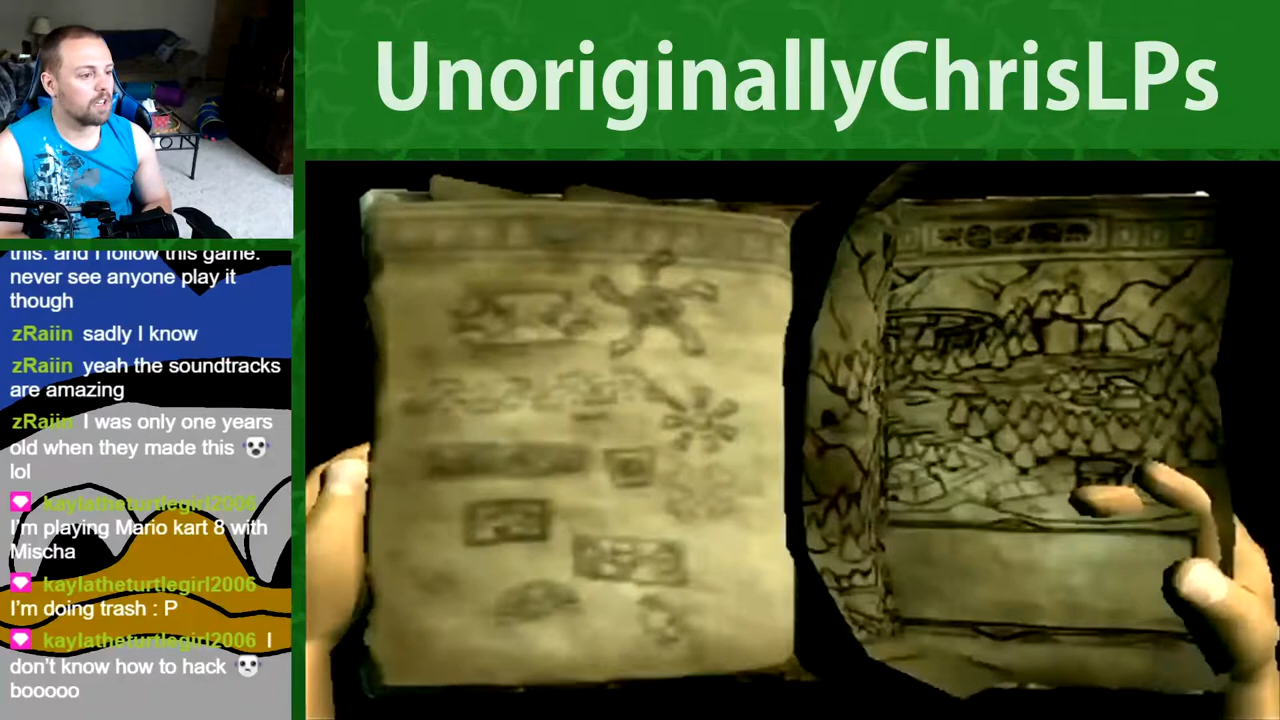 UnoriginallyChrisLPs
this. and I follow this game.
never see anyone play it
though
zRaiin sadly I know
zRaiin yeah the soundtracks
are amazing
zRaiin I was only one years
old when they made this
lol
kaylatheturtlegirl2006
I'm playing Mario kart 8 with
Mischa
kaylatheturtlegirl2006
I'm doing trash : P
kaylatheturtlegirl2006 I
don't know how to hack
booooo